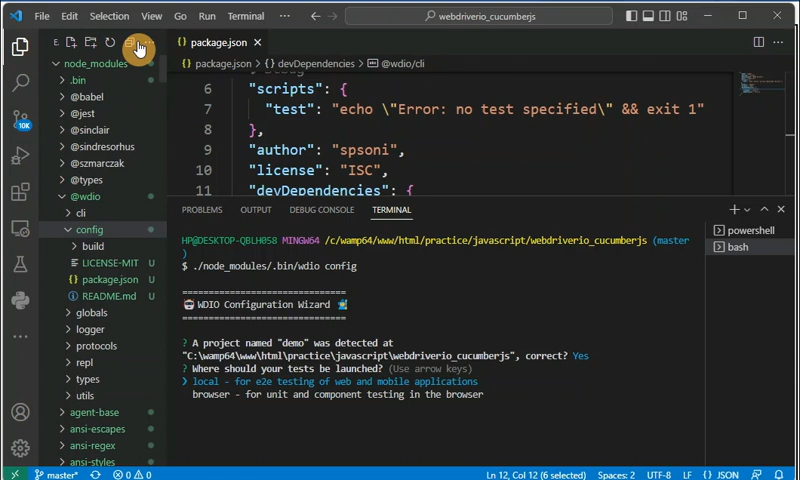 File Edit Selection View Go Run Terminal ··· webdriverio_cucumberjs
E.
package.json
package.json > {} devDependencies > @wdio/cli
node_modules
.bin
@babel
@jest
@sinclair
@sindresorhus
@szmarczak
@types
@wdio
cli
config
build
LICENSE-MIT U
package.json U
README.md U
globals
logger
protocols
repl
types
utils
agent-base
ansi-escapes
ansi-regex
ansi-styles
10K
6 "scripts": {
7 "test": "echo \"Error: no test specified\" && exit 1"
8 },
9 "author": "spsoni",
10 "license": "ISC",
11 "devDependencies": {
PROBLEMS OUTPUT DEBUG CONSOLE TERMINAL
HP@DESKTOP-QBLH058 MINGW64 /c/wamp64/www/html/practice/javascript/webdriverio_cucumberjs (master
)
$ ./node_modules/.bin/wdio config
==============================
WDIO Configuration Wizard
==============================
? A project named "demo" was detected at
"C:\wamp64\www\html\practice\javascript\webdriverio_cucumberjs", correct? Yes
? Where should your tests be launched? (Use arrow keys)
❯ local - for e2e testing of web and mobile applications
browser - for unit and component testing in the browser
powershell
bash
master* 0 0 Ln 12, Col 12 (6 selected) Spaces: 2 UTF-8 LF {} JSON